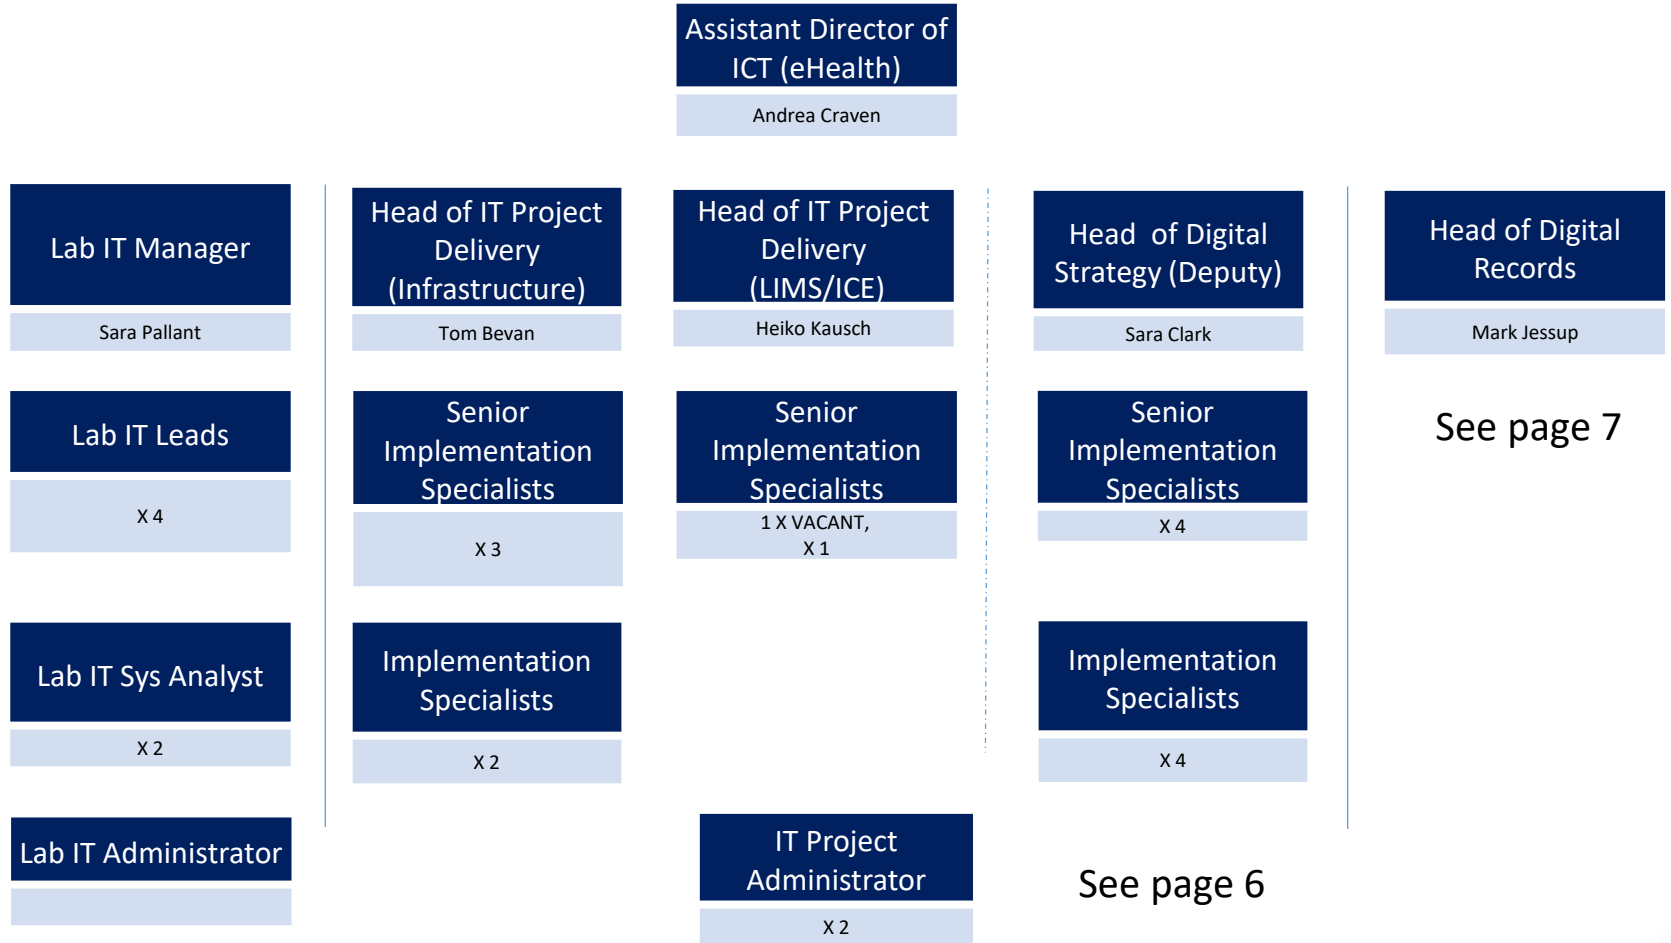 Assistant Director of
ICT (eHealth)
Andrea Craven
Lab IT Manager
Sara Pallant
Head of IT Project
Delivery
(Infrastructure)
Tom Bevan
Head of IT Project
Delivery
(LIMS/ICE)
Heiko Kausch
Head of Digital
Strategy (Deputy)
Sara Clark
Head of Digital
Records
Mark Jessup
Lab IT Leads
X 4
Senior
Implementation
Specialists
X 3
Senior
Implementation
Specialists
1 X VACANT,
X 1
Senior
Implementation
Specialists
X 4
See page 7
Lab IT Sys Analyst
X 2
Implementation
Specialists
X 2
Implementation
Specialists
X 4
Lab IT Administrator
IT Project
Administrator
X 2
See page 6